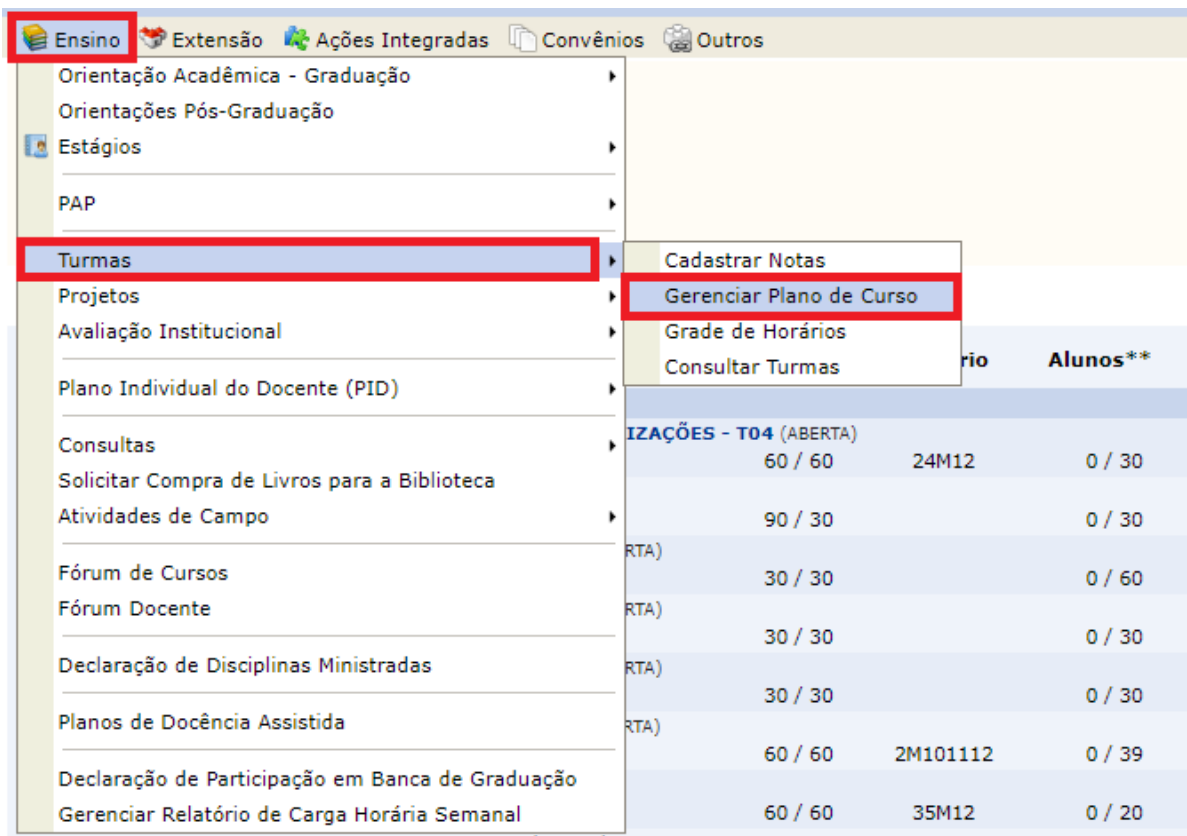 Ensino Extensão Ações Integradas Convênios Outros
Orientação Acadêmica - Graduação
Orientações Pós-Graduação
Estágios
PAP
Turmas
Projetos
Avaliação Institucional
Plano Individual do Docente (PID)
Consultas
Solicitar Compra de Livros para a Biblioteca
Atividades de Campo
Fórum de Cursos
Fórum Docente
Declaração de Disciplinas Ministradas
Planos de Docência Assistida
Declaração de Participação em Banca de Graduação
Gerenciar Relatório de Carga Horária Semanal
Cadastrar Notas
Gerenciar Plano de Curso
Grade de Horários
Consultar Turmas
rio Alunos**
IZAÇÕES - T04 (ABERTA)
60 / 60 24M12 0 / 30
90 / 30 0 / 30
RTA)
30 / 30 0 / 60
RTA)
30 / 30 0 / 30
RTA)
30 / 30 0 / 30
RTA)
60 / 60 2M101112 0 / 39
60 / 60 35M12 0 / 20